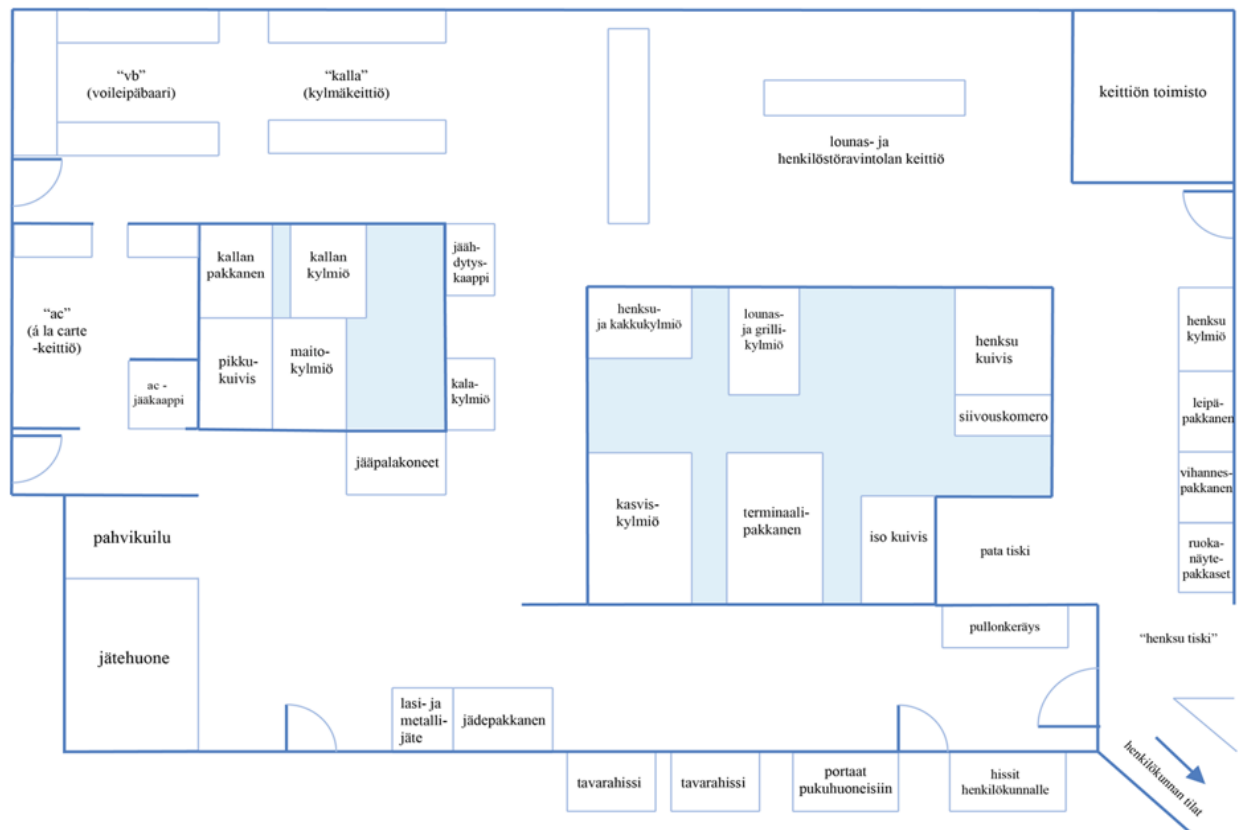 “vb”
(voileipäbaari)
“kalla”
(kylmäkeittiö)
lounas- ja
henkilöstöravintolan keittiö
keittiön toimisto
“ac”
(á la carte
-keittiö)
ac -
jääkaappi
kallan
pakkanen
kallan
kylmiö
pikku-
kuivis
maito-
kylmiö
jääh-
dytys-
kaappi
kala-
kylmiö
jääpalakoneet
henksu-
ja kakkukylmiö
lounas-
ja grilli-
kylmiö
henksu
kuivis
siivouskomero
kasvis-
kylmiö
terminaali-
pakkanen
iso kuivis
pata tiski
henksu
kylmiö
leipä-
pakkanen
vihannes-
pakkanen
ruoka-
näyte-
pakkaset
pahvikuilu
jätehuone
pullonkeräys
“henksu tiski”
lasi- ja
metalli-
jäte
jädepakkanen
tavarahissi
tavarahissi
portaat
pukuhuoneisiin
hissit
henkilökunnalle
henkilökunnan tilat